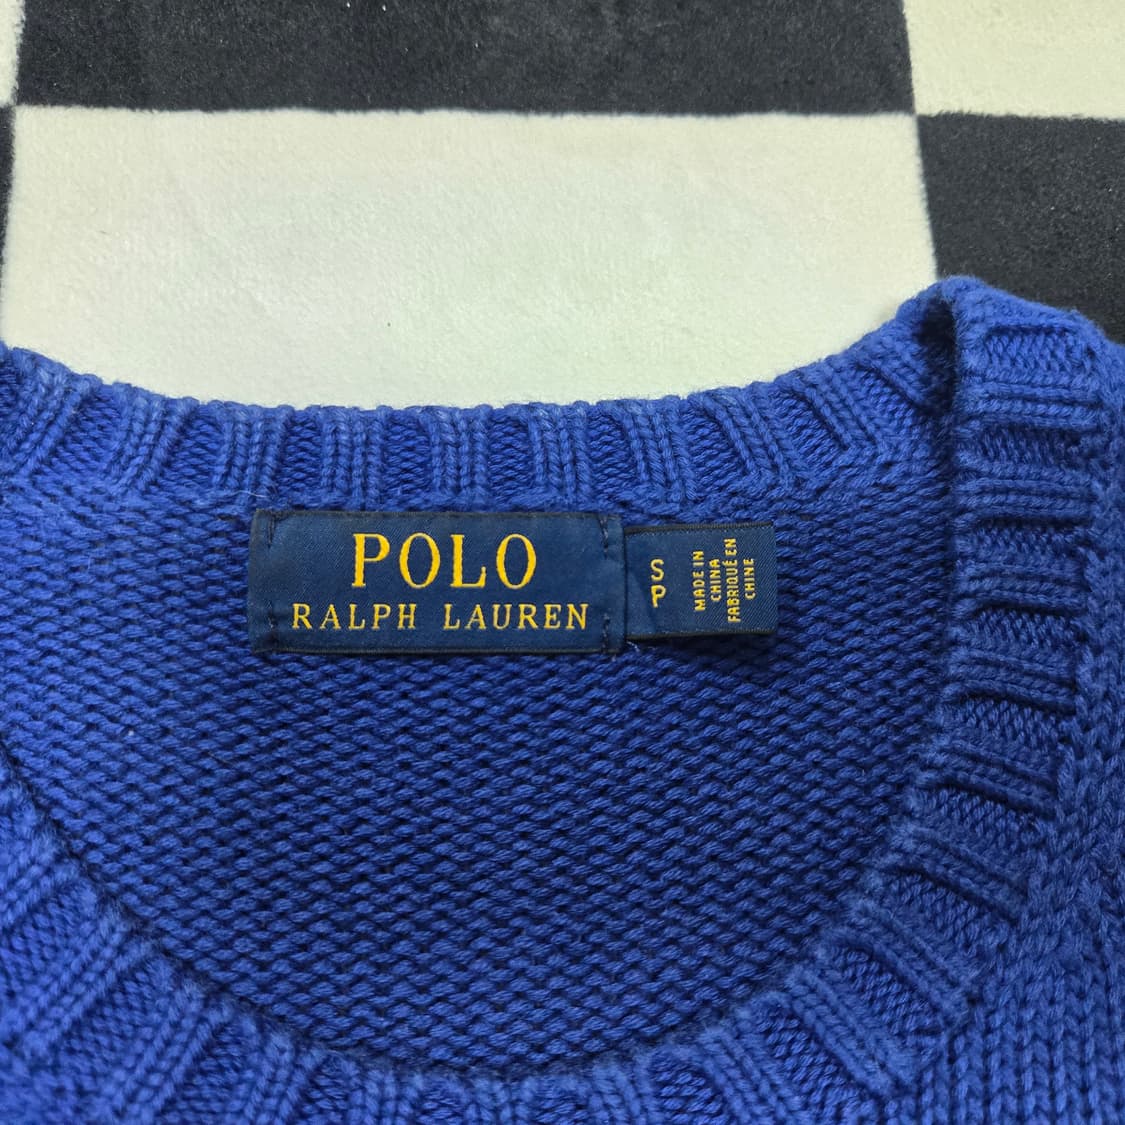 POLO
RALPH LAUREN
S
P
MADE IN
CHINA
FABRIQUÉ EN
CHINE